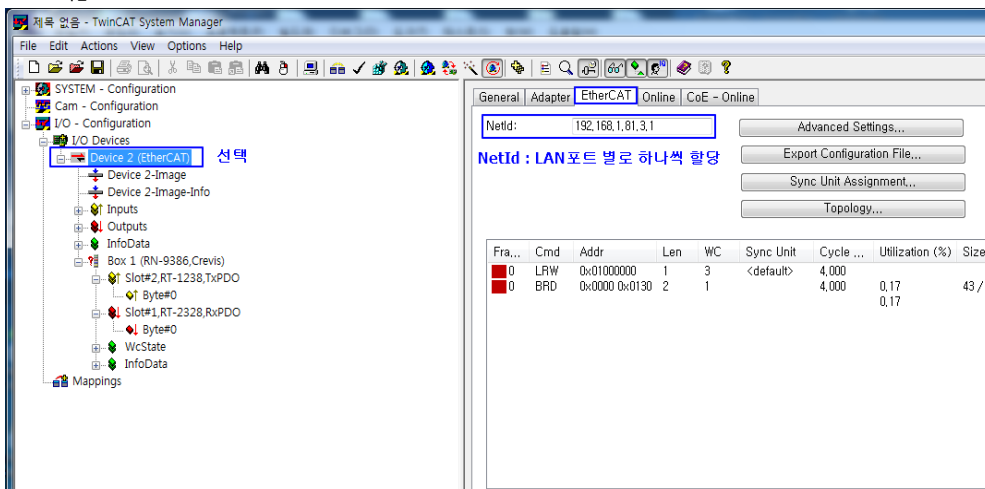 제목 없음 - TwinCAT System Manager
File Edit Actions View Options Help
SYSTEM - Configuration
Cam - Configuration
I/O - Configuration
I/O Devices
Device 2 (EtherCAT) 선택
Device 2-Image
Device 2-Image-Info
Inputs
Outputs
InfoData
Box 1 (RN-9386,Crevis)
Slot#2,RT-1238,TxPDO
Byte#0
Slot#1,RT-2328,RxPDO
Byte#0
WcState
InfoData
Mappings
General Adapter EtherCAT Online CoE - Online
NetId: 192,168,1,81,3,1 Advanced Settings,,,
NetId : LAN포트 별로 하나씩 할당 Export Configuration File,,,
Sync Unit Assignment,,,
Topology,,,
Fra,,, Cmd Addr Len WC Sync Unit Cycle ,,, Utilization (%) Size
0 LRW 0x01000000 1 3 <default> 4,000
0 BRD 0x0000 0x0130 2 1 4,000 0,17 43 /
0,17